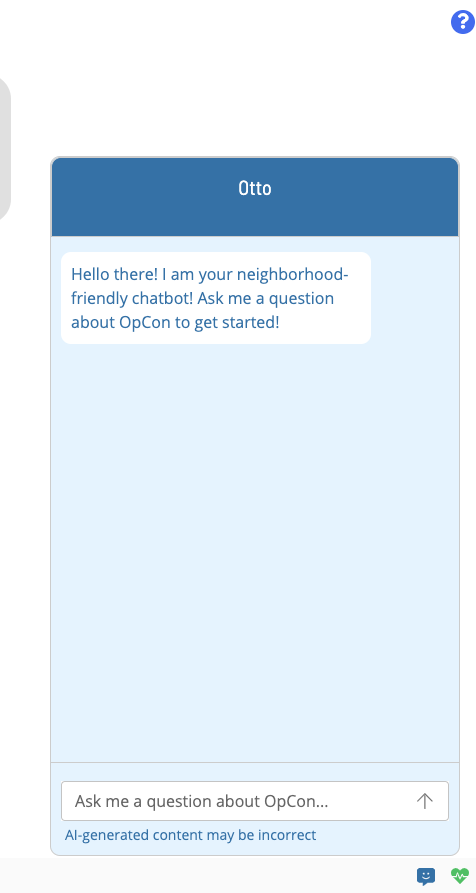 ?
Otto
Hello there! I am your neighborhood-
friendly chatbot! Ask me a question
about OpCon to get started!
Ask me a question about OpCon...
AI-generated content may be incorrect